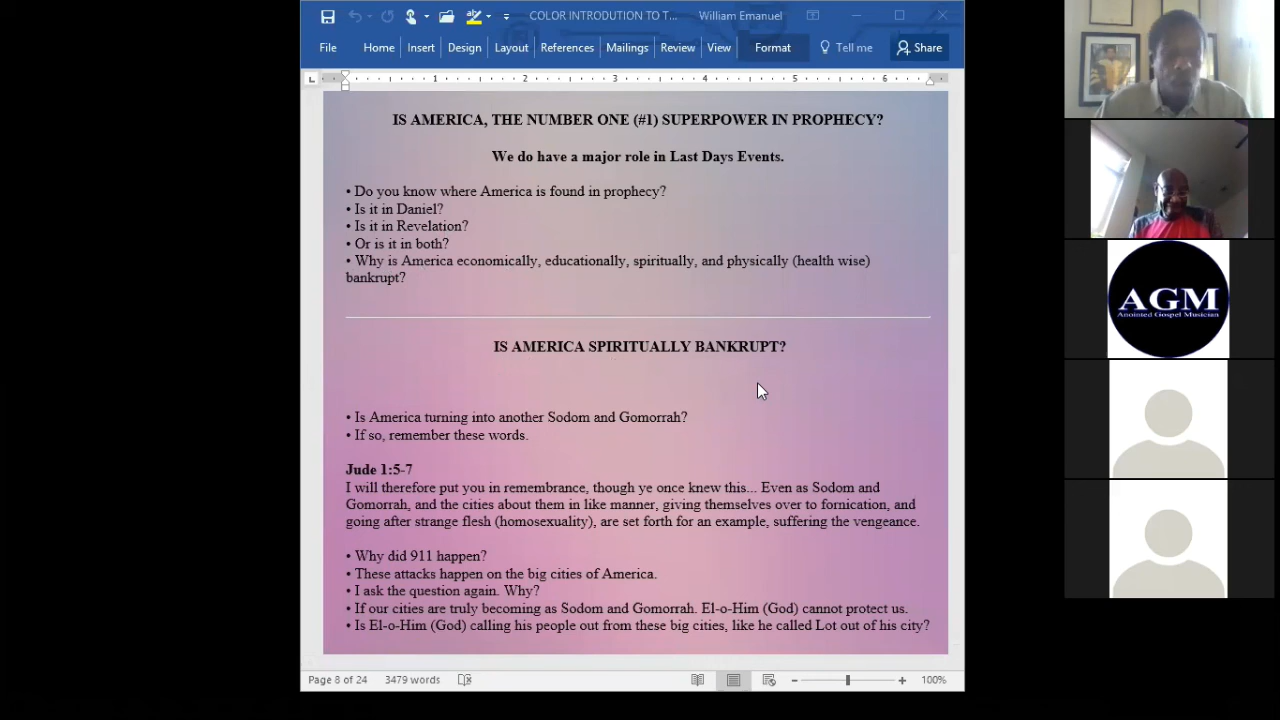 COLOR INTRODUTION TO T...
William Emanuel
File Home Insert Design Layout References Mailings Review View Format Tell me Share
1 2 3 4 5 6
IS AMERICA, THE NUMBER ONE (#1) SUPERPOWER IN PROPHECY?
We do have a major role in Last Days Events.
• Do you know where America is found in prophecy?
• Is it in Daniel?
• Is it in Revelation?
• Or is it in both?
• Why is America economically, educationally, spiritually, and physically (health wise)
bankrupt?
IS AMERICA SPIRITUALLY BANKRUPT?
• Is America turning into another Sodom and Gomorrah?
• If so, remember these words.
Jude 1:5-7
I will therefore put you in remembrance, though ye once knew this... Even as Sodom and
Gomorrah, and the cities about them in like manner, giving themselves over to fornication, and
going after strange flesh (homosexuality), are set forth for an example, suffering the vengeance.
• Why did 911 happen?
• These attacks happen on the big cities of America.
• I ask the question again. Why?
• If our cities are truly becoming as Sodom and Gomorrah. El-o-Him (God) cannot protect us.
• Is El-o-Him (God) calling his people out from these big cities, like he called Lot out of his city?
Page 8 of 24 3479 words 100%
AGM
Anointed Gospel Musician